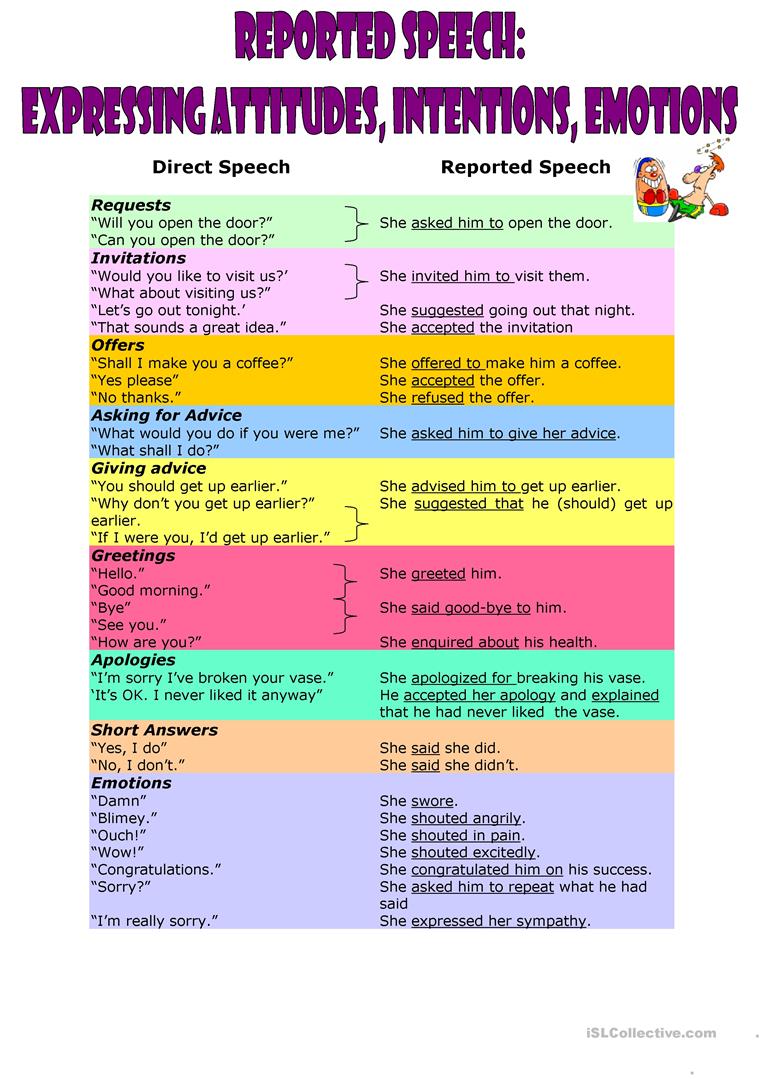 REPORTED SPEECH:
EXPRESSING ATTITUDES, INTENTIONS, EMOTIONS
Direct Speech Reported Speech
Requests
“Will you open the door?” She asked him to open the door.
“Can you open the door?”
Invitations
“Would you like to visit us?’ She invited him to visit them.
“What about visiting us?”
“Let’s go out tonight.’ She suggested going out that night.
“That sounds a great idea.” She accepted the invitation
Offers
“Shall I make you a coffee?” She offered to make him a coffee.
“Yes please” She accepted the offer.
“No thanks.” She refused the offer.
Asking for Advice
“What would you do if you were me?” She asked him to give her advice.
“What shall I do?”
Giving advice
“You should get up earlier.” She advised him to get up earlier.
“Why don’t you get up earlier?” She suggested that he (should) get up
earlier.
“If I were you, I’d get up earlier.”
Greetings
“Hello.” She greeted him.
“Good morning.”
“Bye” She said good-bye to him.
“See you.”
“How are you?” She enquired about his health.
Apologies
“I’m sorry I’ve broken your vase.” She apologized for breaking his vase.
‘It’s OK. I never liked it anyway” He accepted her apology and explained
that he had never liked the vase.
Short Answers
“Yes, I do” She said she did.
“No, I don’t.” She said she didn’t.
Emotions
“Damn” She swore.
“Blimey.” She shouted angrily.
“Ouch!” She shouted in pain.
“Wow!” She shouted excitedly.
“Congratulations.” She congratulated him on his success.
“Sorry?” She asked him to repeat what he had
said
“I’m really sorry.” She expressed her sympathy.
iSLCollective.com